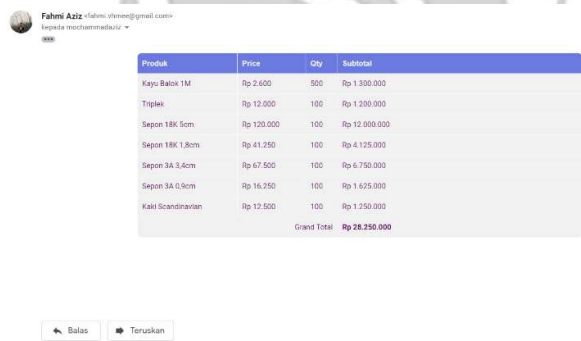 Fahmi Aziz <fahmi.vhmee@gmail.com>
kepada mochammadaziz
Produk Price Qty Subtotal
Kayu Balok 1M Rp 2.600 500 Rp 1.300.000
Triplek Rp 12.000 100 Rp 1.200.000
Sepon 18K 5cm Rp 120.000 100 Rp 12.000.000
Sepon 18K 1,8cm Rp 41.250 100 Rp 4.125.000
Sepon 3A 3,4cm Rp 67.500 100 Rp 6.750.000
Sepon 3A 0,9cm Rp 16.250 100 Rp 1.625.000
Kaki Scandinavian Rp 12.500 100 Rp 1.250.000
Grand Total Rp 28.250.000
Balas Teruskan